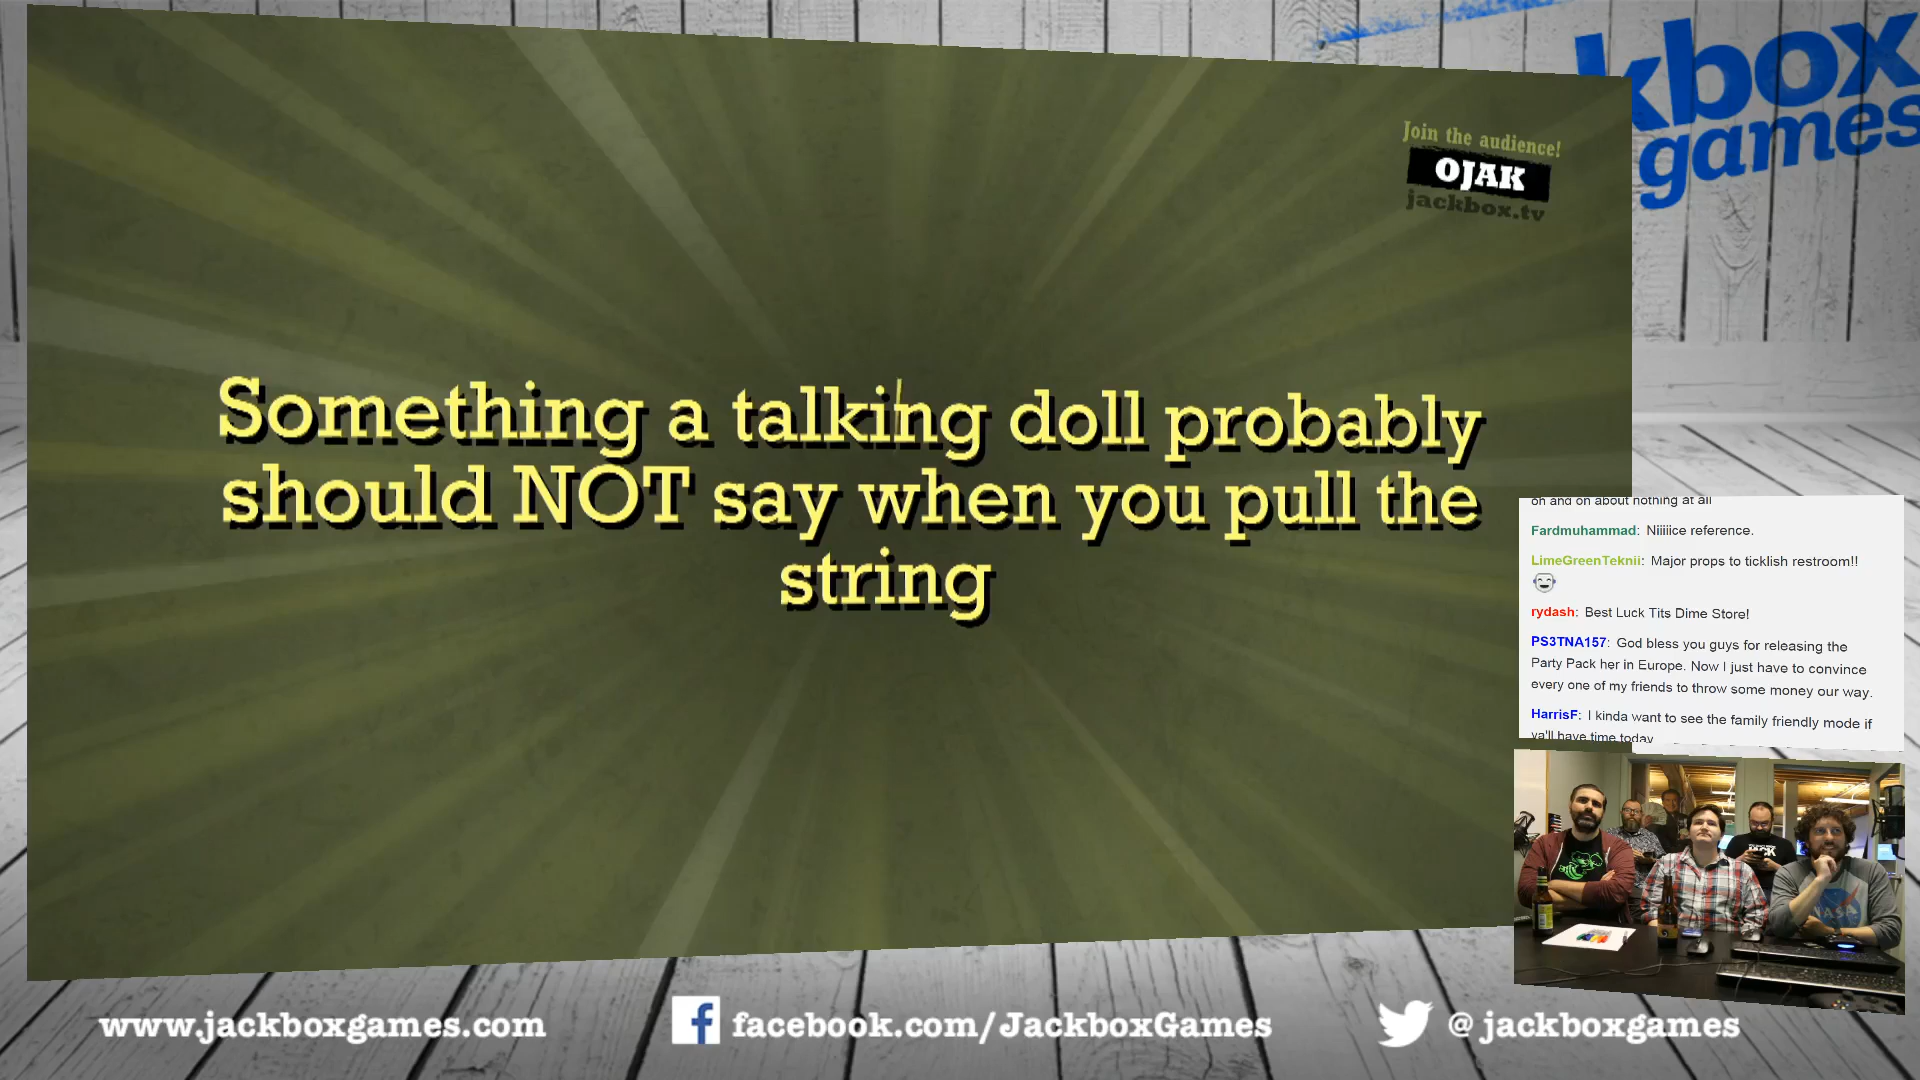 kbox
games
Join the audience!
OJAK
jackbox.tv
Something a talking doll probably
should NOT say when you pull the
string
on and on about nothing at all
Fardmuhammad: Niiiiice reference.
LimeGreenTeknii: Major props to ticklish restroom!!
rydash: Best Luck Tits Dime Store!
PS3TNA157: God bless you guys for releasing the
Party Pack her in Europe. Now I just have to convince
every one of my friends to throw some money our way.
HarrisF: I kinda want to see the family friendly mode if
ya'll have time today
JACK
NASA
www.jackboxgames.com
facebook.com/JackboxGames
@jackboxgames